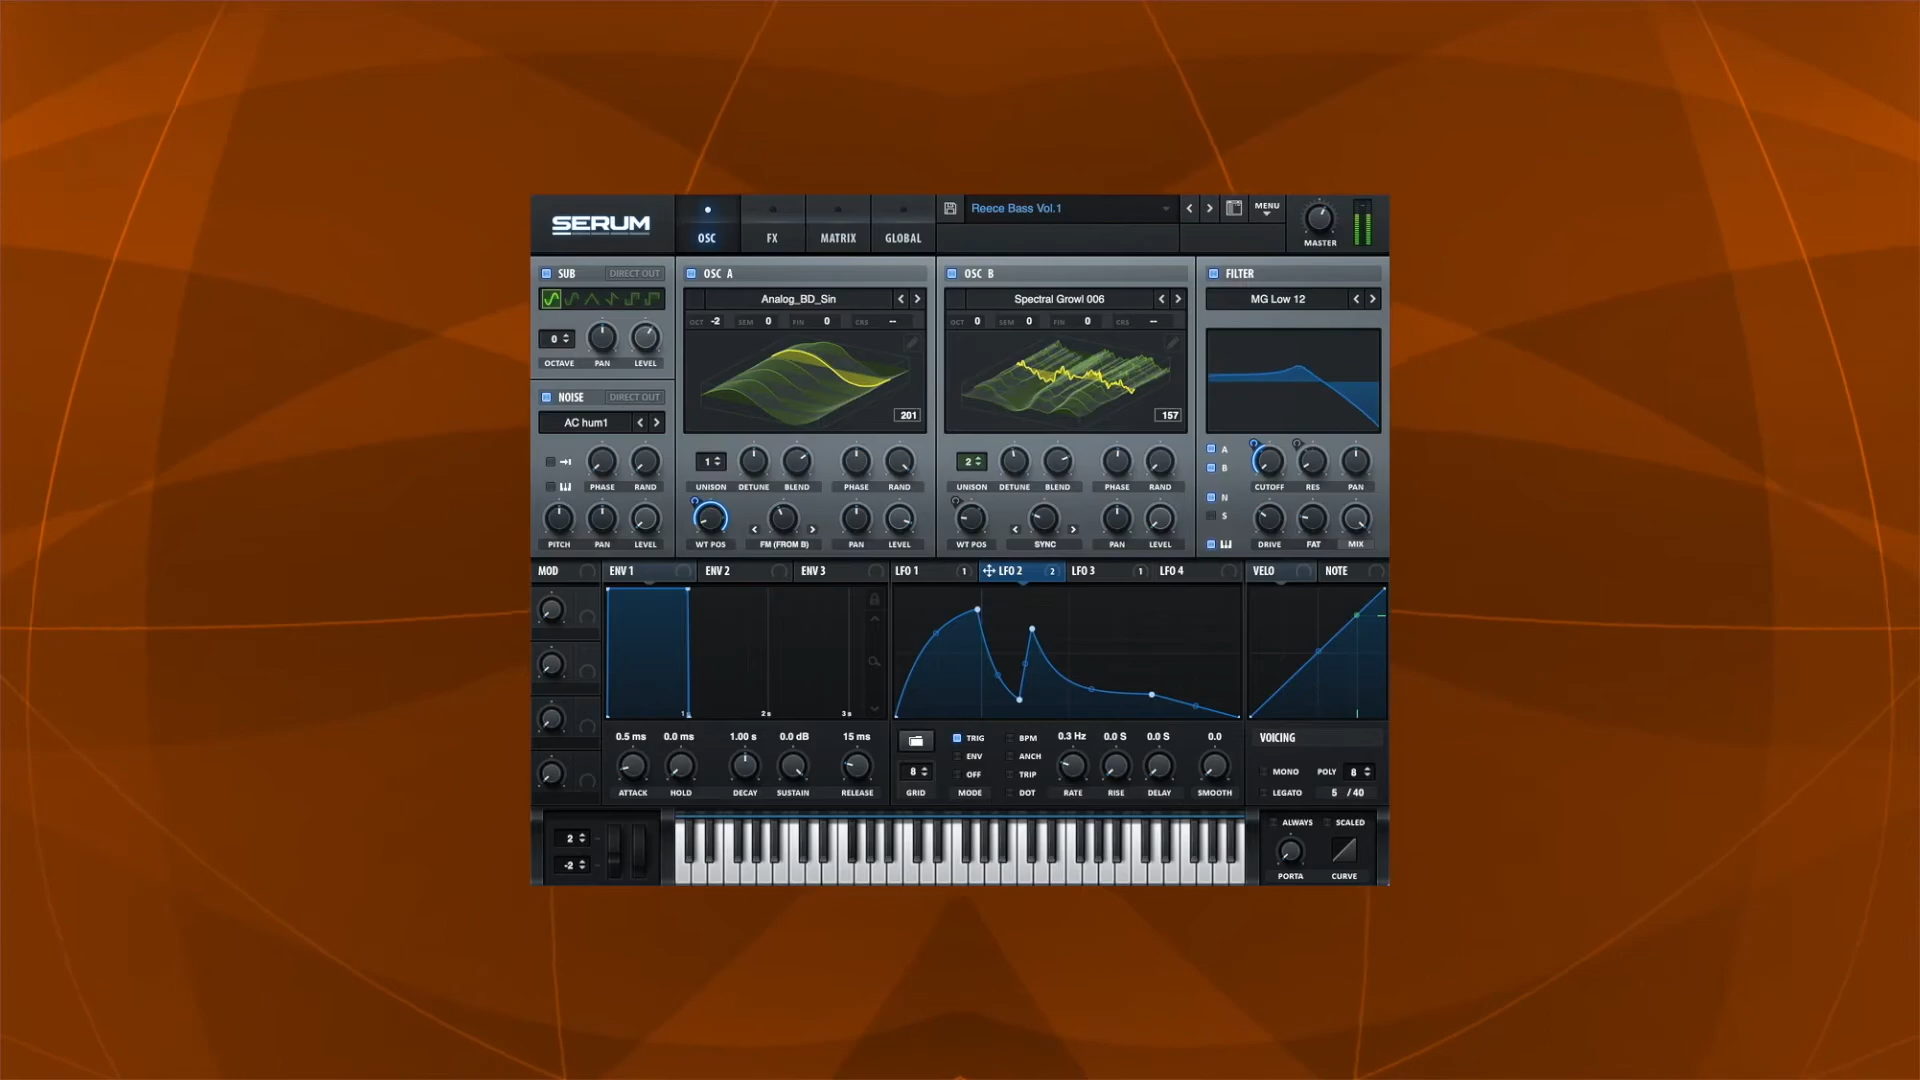 SERUM
OSC
FX
MATRIX
GLOBAL
Reece Bass Vol.1
MENU
MASTER
SUB
DIRECT OUT
0
OCTAVE
PAN
LEVEL
NOISE
DIRECT OUT
AC hum1
PHASE
RAND
PITCH
PAN
LEVEL
OSC A
Analog_BD_Sin
OCT -2 SEM 0 FIN 0 CRS --
201
1
UNISON
DETUNE
BLEND
PHASE
RAND
WT POS
FM (FROM B)
PAN
LEVEL
OSC B
Spectral Growl 006
OCT 0 SEM 0 FIN 0 CRS --
157
2
UNISON
DETUNE
BLEND
PHASE
RAND
WT POS
SYNC
PAN
LEVEL
FILTER
MG Low 12
A
B
N
S
CUTOFF
RES
PAN
DRIVE
FAT
MIX
MOD
ENV 1
ENV 2
ENV 3
LFO 1 1
LFO 2 2
LFO 3 1
LFO 4
VELO
NOTE
1 s
2 s
3 s
0.5 ms
0.0 ms
1.00 s
0.0 dB
15 ms
ATTACK
HOLD
DECAY
SUSTAIN
RELEASE
8
GRID
TRIG
ENV
OFF
MODE
BPM
ANCH
TRIP
DOT
0.3 Hz
0.0 S
0.0 S
0.0
RATE
RISE
DELAY
SMOOTH
VOICING
MONO
POLY 8
LEGATO
5 / 40
2
-2
ALWAYS
SCALED
PORTA
CURVE